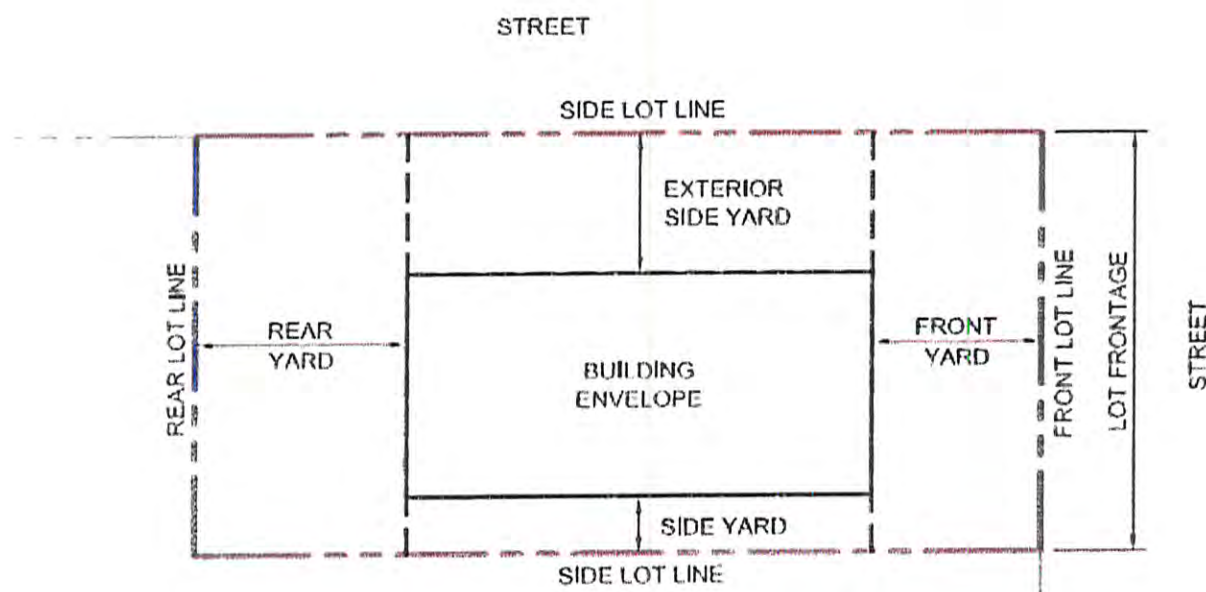 STREET
SIDE LOT LINE
EXTERIOR
SIDE YARD
REAR LOT LINE
REAR
YARD
BUILDING
ENVELOPE
FRONT
YARD
FRONT LOT LINE
LOT FRONTAGE
STREET
SIDE YARD
SIDE LOT LINE